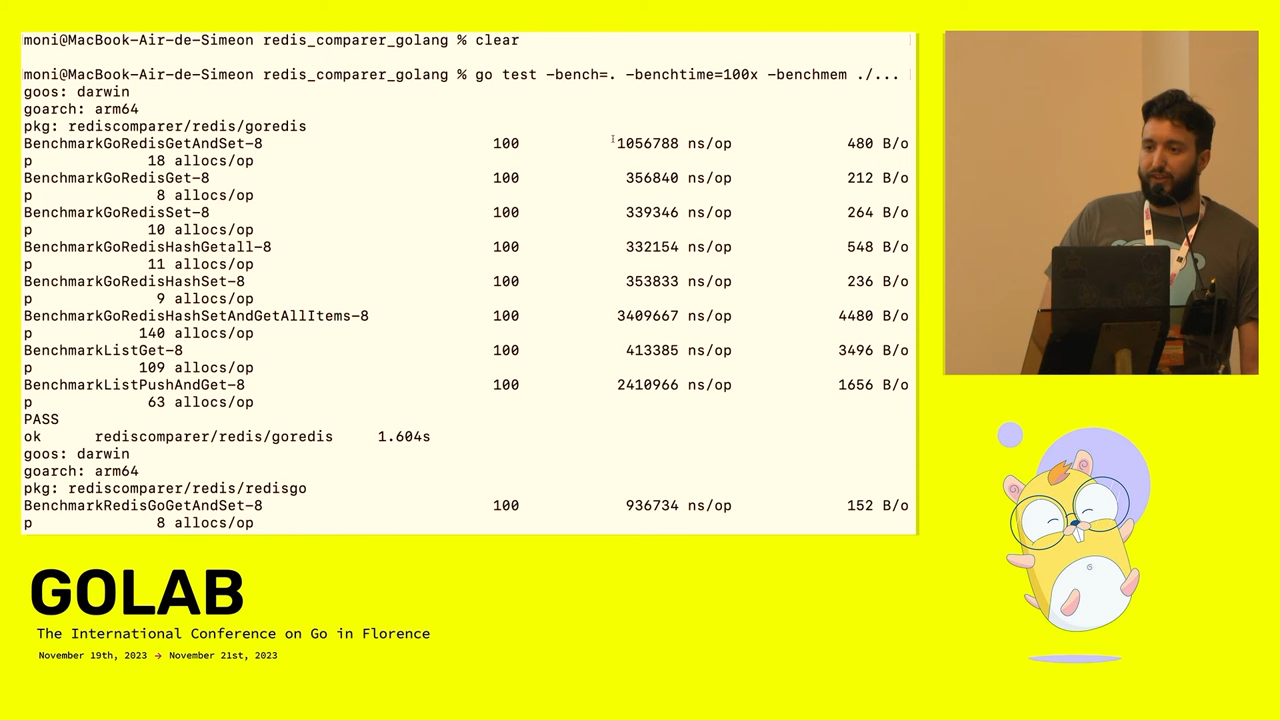 moni@MacBook-Air-de-Simeon redis_comparer_golang % clear
moni@MacBook-Air-de-Simeon redis_comparer_golang % go test -bench=. -benchtime=100x -benchmem ./...
goos: darwin
goarch: arm64
pkg: rediscomparer/redis/goredis
BenchmarkGoRedisGetAndSet-8 100 1056788 ns/op 480 B/o
p 18 allocs/op
BenchmarkGoRedisGet-8 100 356840 ns/op 212 B/o
p 8 allocs/op
BenchmarkGoRedisSet-8 100 339346 ns/op 264 B/o
p 10 allocs/op
BenchmarkGoRedisHashGetall-8 100 332154 ns/op 548 B/o
p 11 allocs/op
BenchmarkGoRedisHashSet-8 100 353833 ns/op 236 B/o
p 9 allocs/op
BenchmarkGoRedisHashSetAndGetAllItems-8 100 3409667 ns/op 4480 B/o
p 140 allocs/op
BenchmarkListGet-8 100 413385 ns/op 3496 B/o
p 109 allocs/op
BenchmarkListPushAndGet-8 100 2410966 ns/op 1656 B/o
p 63 allocs/op
PASS
ok rediscomparer/redis/goredis 1.604s
goos: darwin
goarch: arm64
pkg: rediscomparer/redis/redisgo
BenchmarkRedisGoGetAndSet-8 100 936734 ns/op 152 B/o
p 8 allocs/op
GOLAB
The International Conference on Go in Florence
November 19th, 2023 → November 21st, 2023